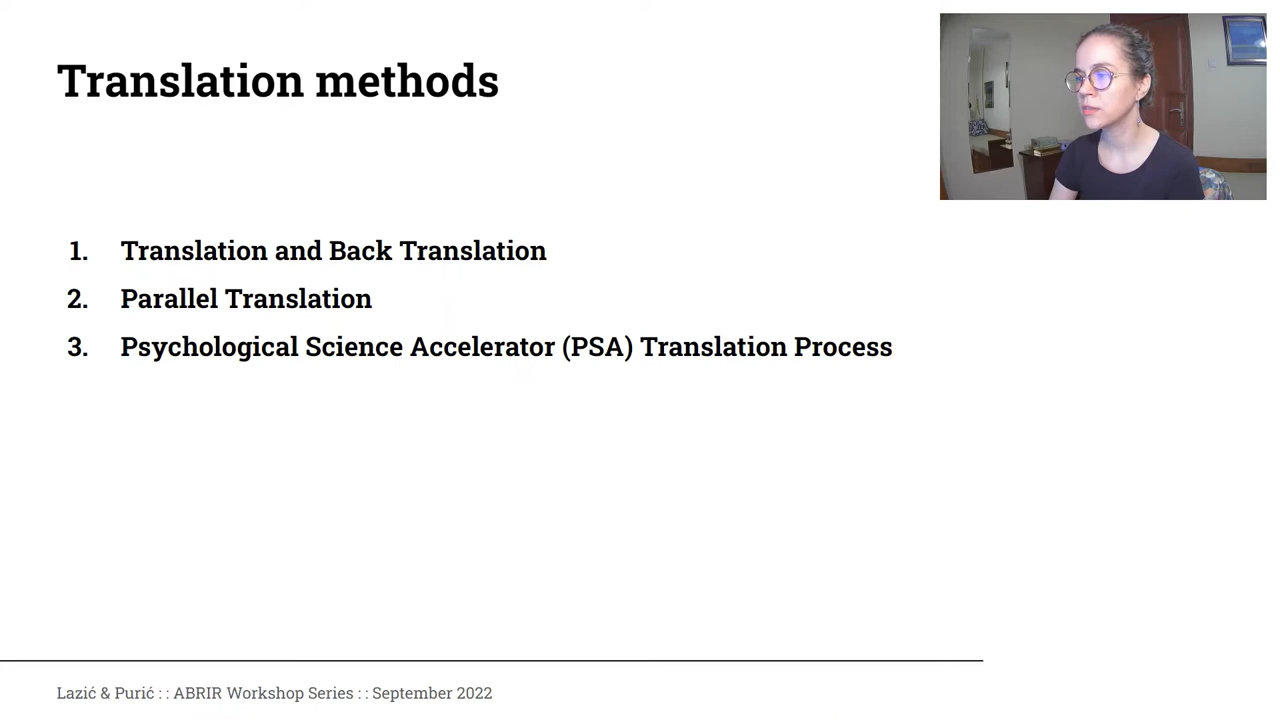 Translation methods
1. Translation and Back Translation
2. Parallel Translation
3. Psychological Science Accelerator (PSA) Translation Process
Lazić & Purić : : ABRIR Workshop Series : : September 2022